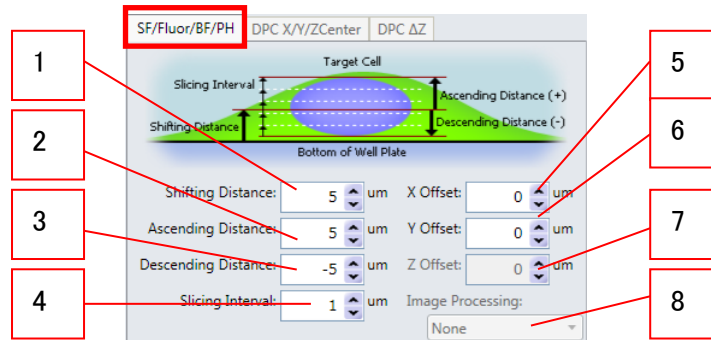 SF/Fluor/BF/PH DPC X/Y/ZCenter DPC ΔZ
Target Cell
Slicing Interval
Ascending Distance (+)
Shifting Distance
Descending Distance (-)
Bottom of Well Plate
1
2
3
4
5
6
7
8
Shifting Distance: 5 um X Offset: 0 um
Ascending Distance: 5 um Y Offset: 0 um
Descending Distance: -5 um Z Offset: 0 um
Slicing Interval: 1 um Image Processing:
None